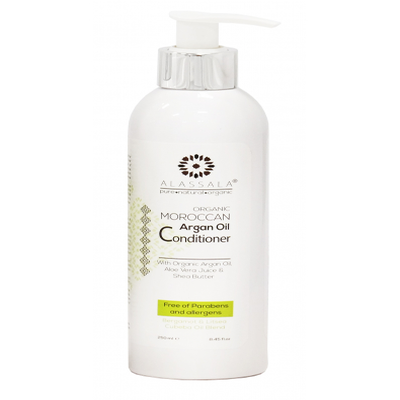 ALASSALA®
pure•natural•organic
ORGANIC
MOROCCAN
Argan Oil
Conditioner
With Organic Argan Oil,
Aloe Vera Juice &
Shea Butter
Free of Parabens
and allergens